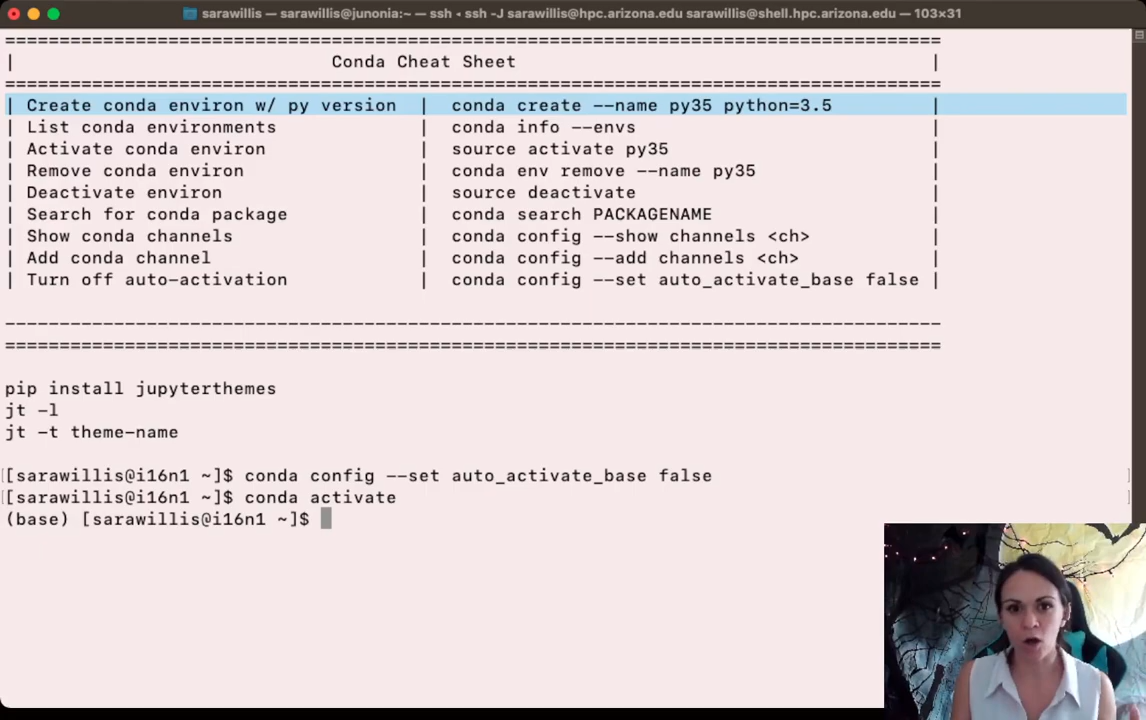 sarawillis — sarawillis@junonia:~ — ssh ◂ ssh -J sarawillis@hpc.arizona.edu sarawillis@shell.hpc.arizona.edu — 103×31
=====================================================================================
|                             Conda Cheat Sheet                                      |
=====================================================================================
| Create conda environ w/ py version  |  conda create --name py35 python=3.5         |
| List conda environments             |  conda info --envs                           |
| Activate conda environ              |  source activate py35                        |
| Remove conda environ                |  conda env remove --name py35                |
| Deactivate environ                  |  source deactivate                           |
| Search for conda package            |  conda search PACKAGENAME                    |
| Show conda channels                 |  conda config --show channels <ch>           |
| Add conda channel                   |  conda config --add channels <ch>            |
| Turn off auto-activation            |  conda config --set auto_activate_base false |
-------------------------------------------------------------------------------------
=====================================================================================
pip install jupyterthemes
jt -l
jt -t theme-name
[sarawillis@i16n1 ~]$ conda config --set auto_activate_base false
[sarawillis@i16n1 ~]$ conda activate
(base) [sarawillis@i16n1 ~]$